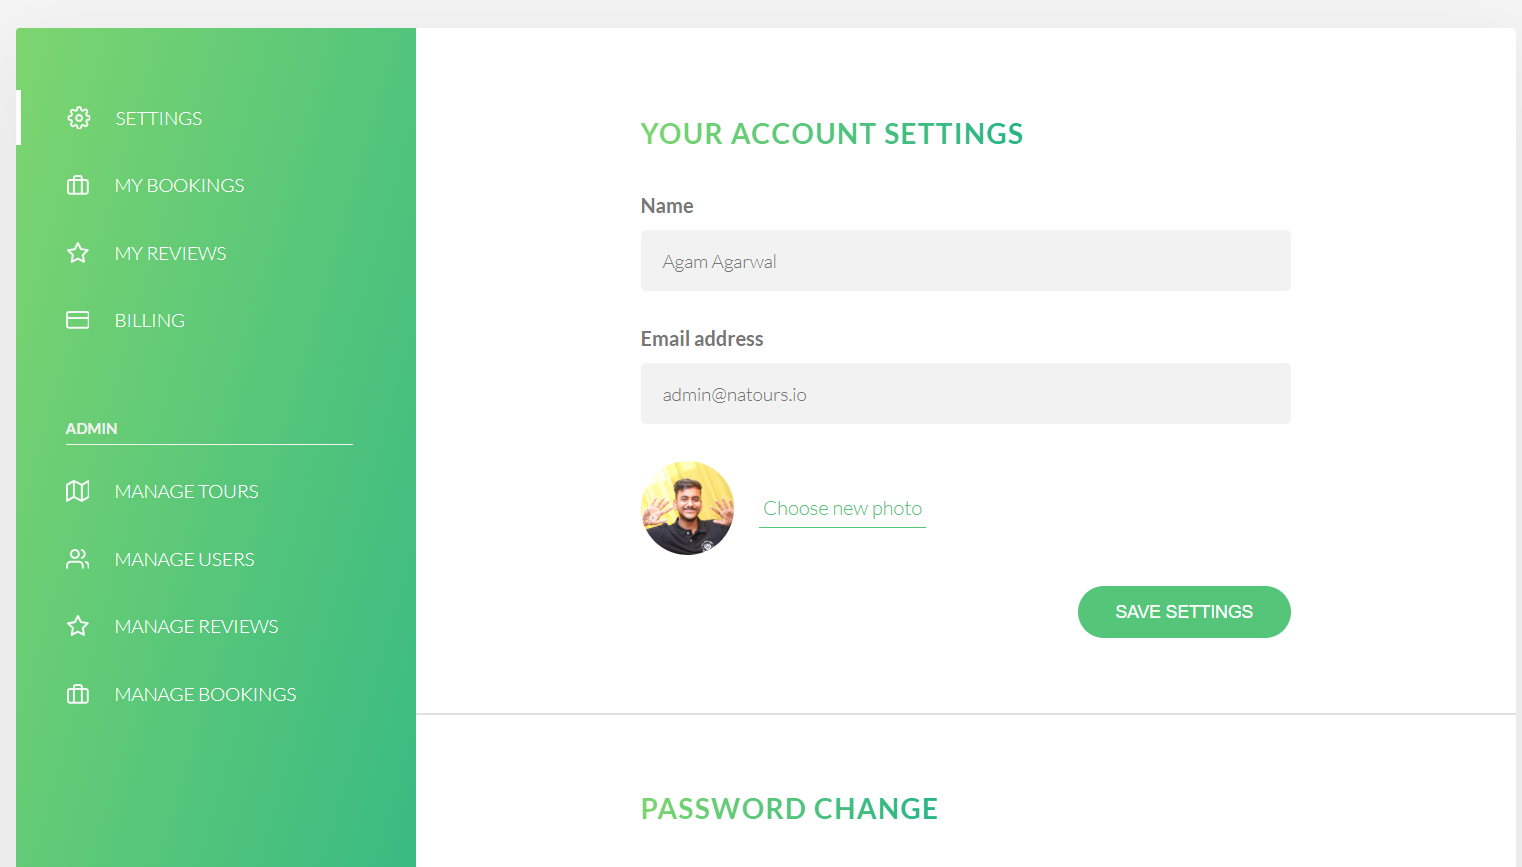 SETTINGS
MY BOOKINGS
MY REVIEWS
BILLING
ADMIN
MANAGE TOURS
MANAGE USERS
MANAGE REVIEWS
MANAGE BOOKINGS
YOUR ACCOUNT SETTINGS
Name
Agam Agarwal
Email address
admin@natours.io
Choose new photo
SAVE SETTINGS
PASSWORD CHANGE